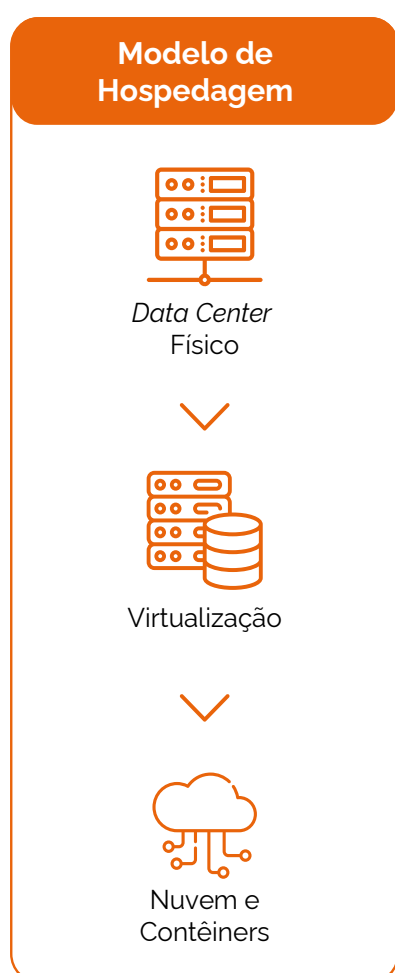 Modelo de
Hospedagem
Data Center
Físico
Virtualização
Nuvem e
Contêiners